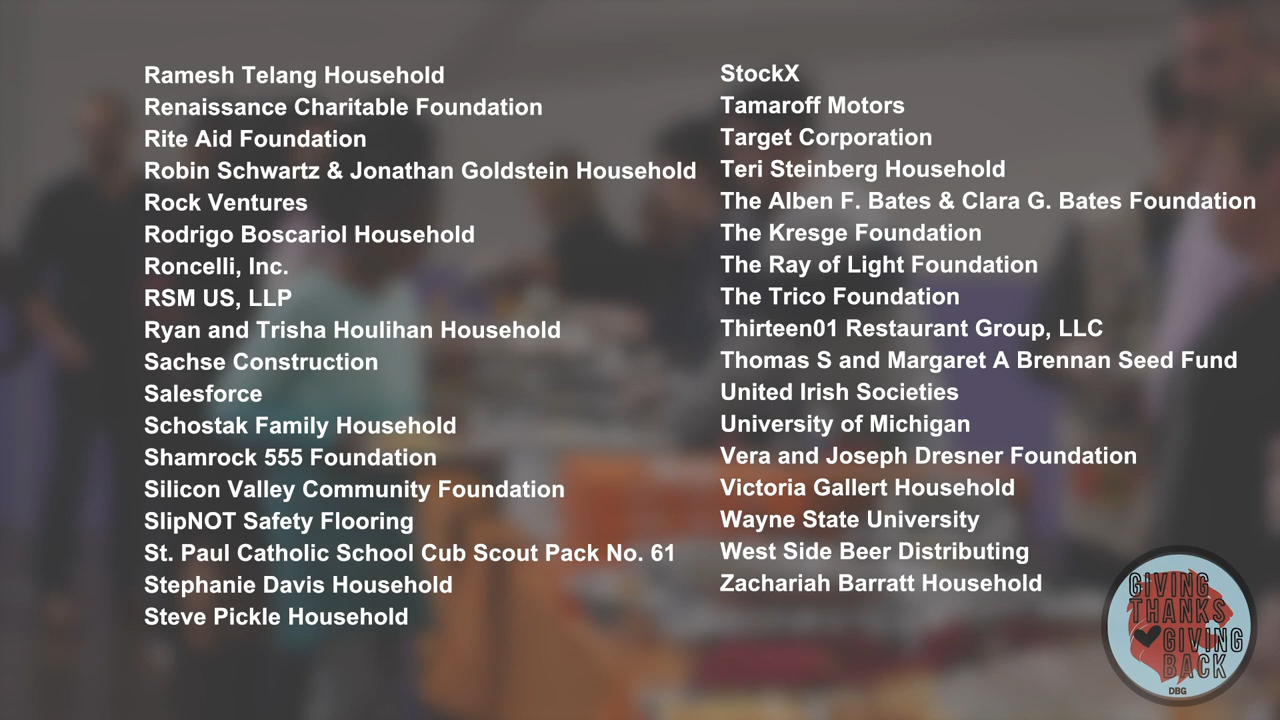 Ramesh Telang Household
Renaissance Charitable Foundation
Rite Aid Foundation
Robin Schwartz & Jonathan Goldstein Household
Rock Ventures
Rodrigo Boscariol Household
Roncelli, Inc.
RSM US, LLP
Ryan and Trisha Houlihan Household
Sachse Construction
Salesforce
Schostak Family Household
Shamrock 555 Foundation
Silicon Valley Community Foundation
SlipNOT Safety Flooring
St. Paul Catholic School Cub Scout Pack No. 61
Stephanie Davis Household
Steve Pickle Household
StockX
Tamaroff Motors
Target Corporation
Teri Steinberg Household
The Alben F. Bates & Clara G. Bates Foundation
The Kresge Foundation
The Ray of Light Foundation
The Trico Foundation
Thirteen01 Restaurant Group, LLC
Thomas S and Margaret A Brennan Seed Fund
United Irish Societies
University of Michigan
Vera and Joseph Dresner Foundation
Victoria Gallert Household
Wayne State University
West Side Beer Distributing
Zachariah Barratt Household
GIVING
THANKS
GIVING
BACK
DBG